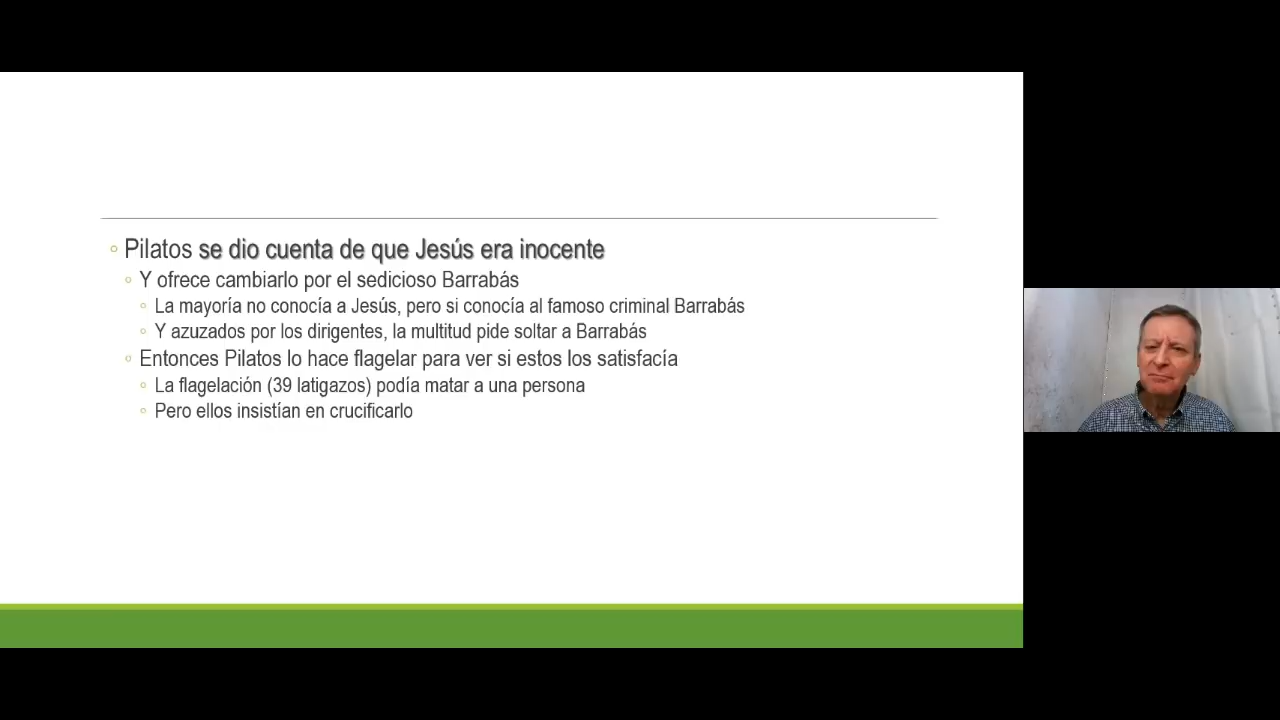 Pilatos se dio cuenta de que Jesús era inocente
Y ofrece cambiarlo por el sedicioso Barrabás
La mayoría no conocía a Jesús, pero si conocía al famoso criminal Barrabás
Y azuzados por los dirigentes, la multitud pide soltar a Barrabás
Entonces Pilatos lo hace flagelar para ver si estos los satisfacía
La flagelación (39 latigazos) podía matar a una persona
Pero ellos insistían en crucificarlo